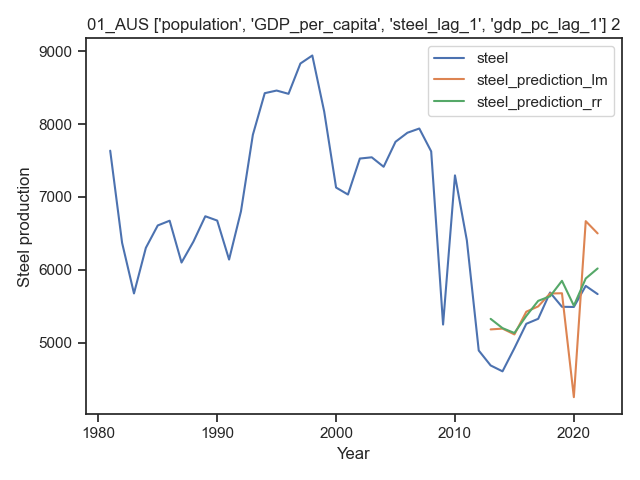 01_AUS ['population', 'GDP_per_capita', 'steel_lag_1', 'gdp_pc_lag_1'] 2
steel
steel_prediction_lm
steel_prediction_rr
9000
8000
7000
6000
5000
Steel production
1980
1990
2000
2010
2020
Year